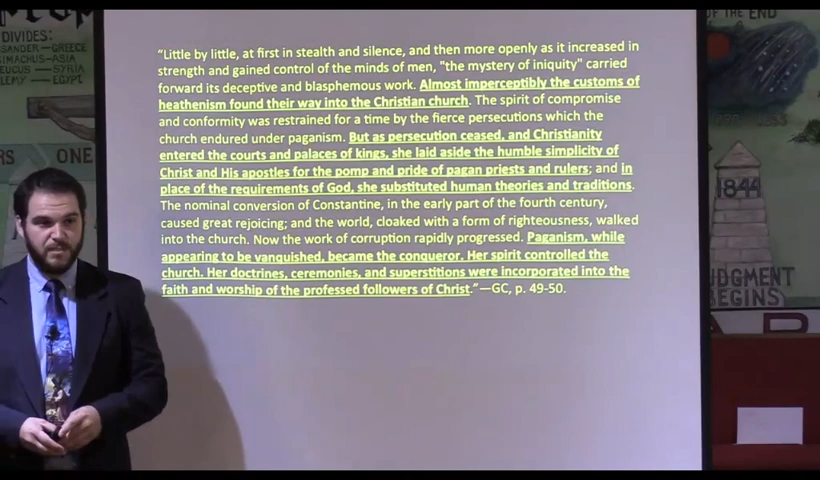 DIVIDES:
SANDER–GREECE
SIMACHUS–ASIA
EUCUS – SYRIA
LEMY – EGYPT
RS ONE
"Little by little, at first in stealth and silence, and then more openly as it increased in
strength and gained control of the minds of men, "the mystery of iniquity" carried
forward its deceptive and blasphemous work. Almost imperceptibly the customs of
heathenism found their way into the Christian church. The spirit of compromise
and conformity was restrained for a time by the fierce persecutions which the
church endured under paganism. But as persecution ceased, and Christianity
entered the courts and palaces of kings, she laid aside the humble simplicity of
Christ and His apostles for the pomp and pride of pagan priests and rulers; and in
place of the requirements of God, she substituted human theories and traditions.
The nominal conversion of Constantine, in the early part of the fourth century,
caused great rejoicing; and the world, cloaked with a form of righteousness, walked
into the church. Now the work of corruption rapidly progressed. Paganism, while
appearing to be vanquished, became the conqueror. Her spirit controlled the
church. Her doctrines, ceremonies, and superstitions were incorporated into the
faith and worship of the professed followers of Christ."—GC, p. 49-50.
OF THE END
1844
UDGMENT
BEGINS